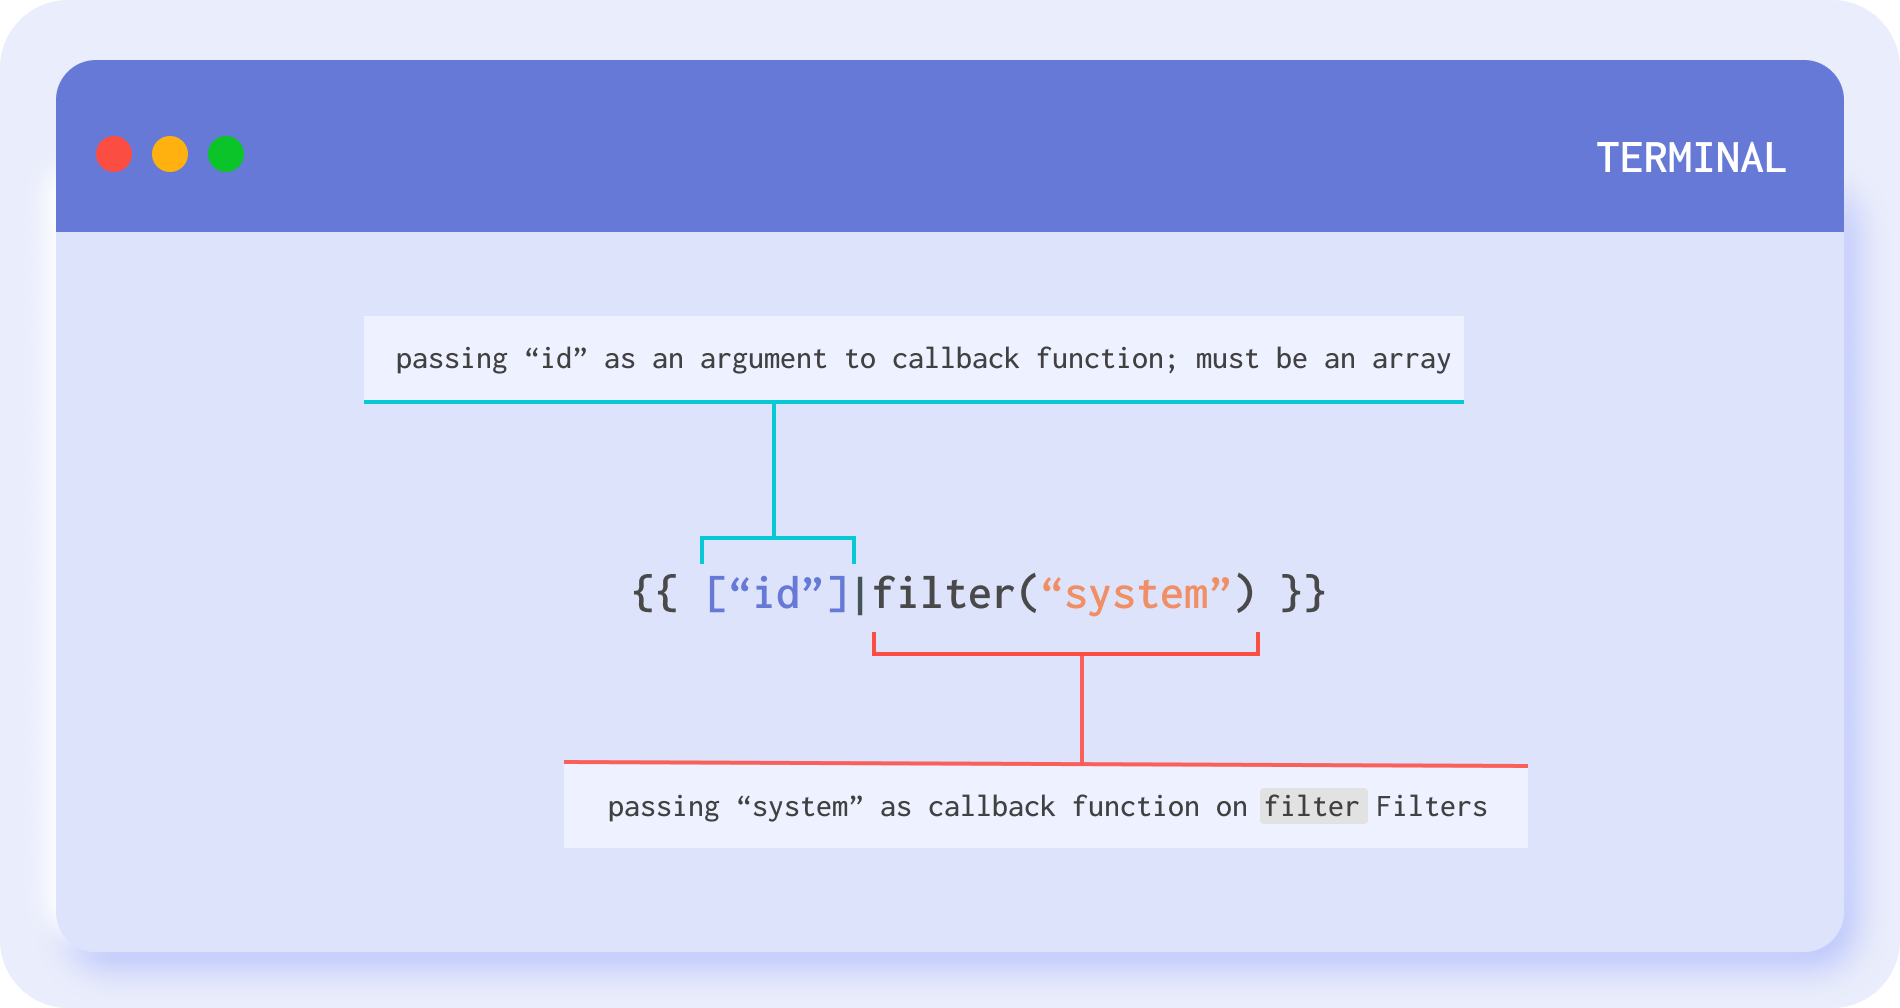 TERMINAL
passing “id” as an argument to callback function; must be an array
{{ [“id”]|filter(“system”) }}
passing “system” as callback function on filter Filters